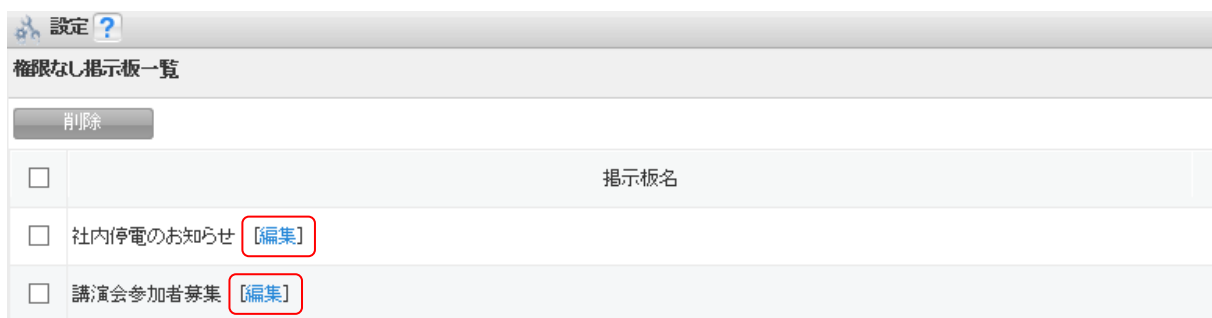 設定 ?
権限なし掲示板一覧
削除
掲示板名
社内停電のお知らせ [編集]
講演会参加者募集 [編集]